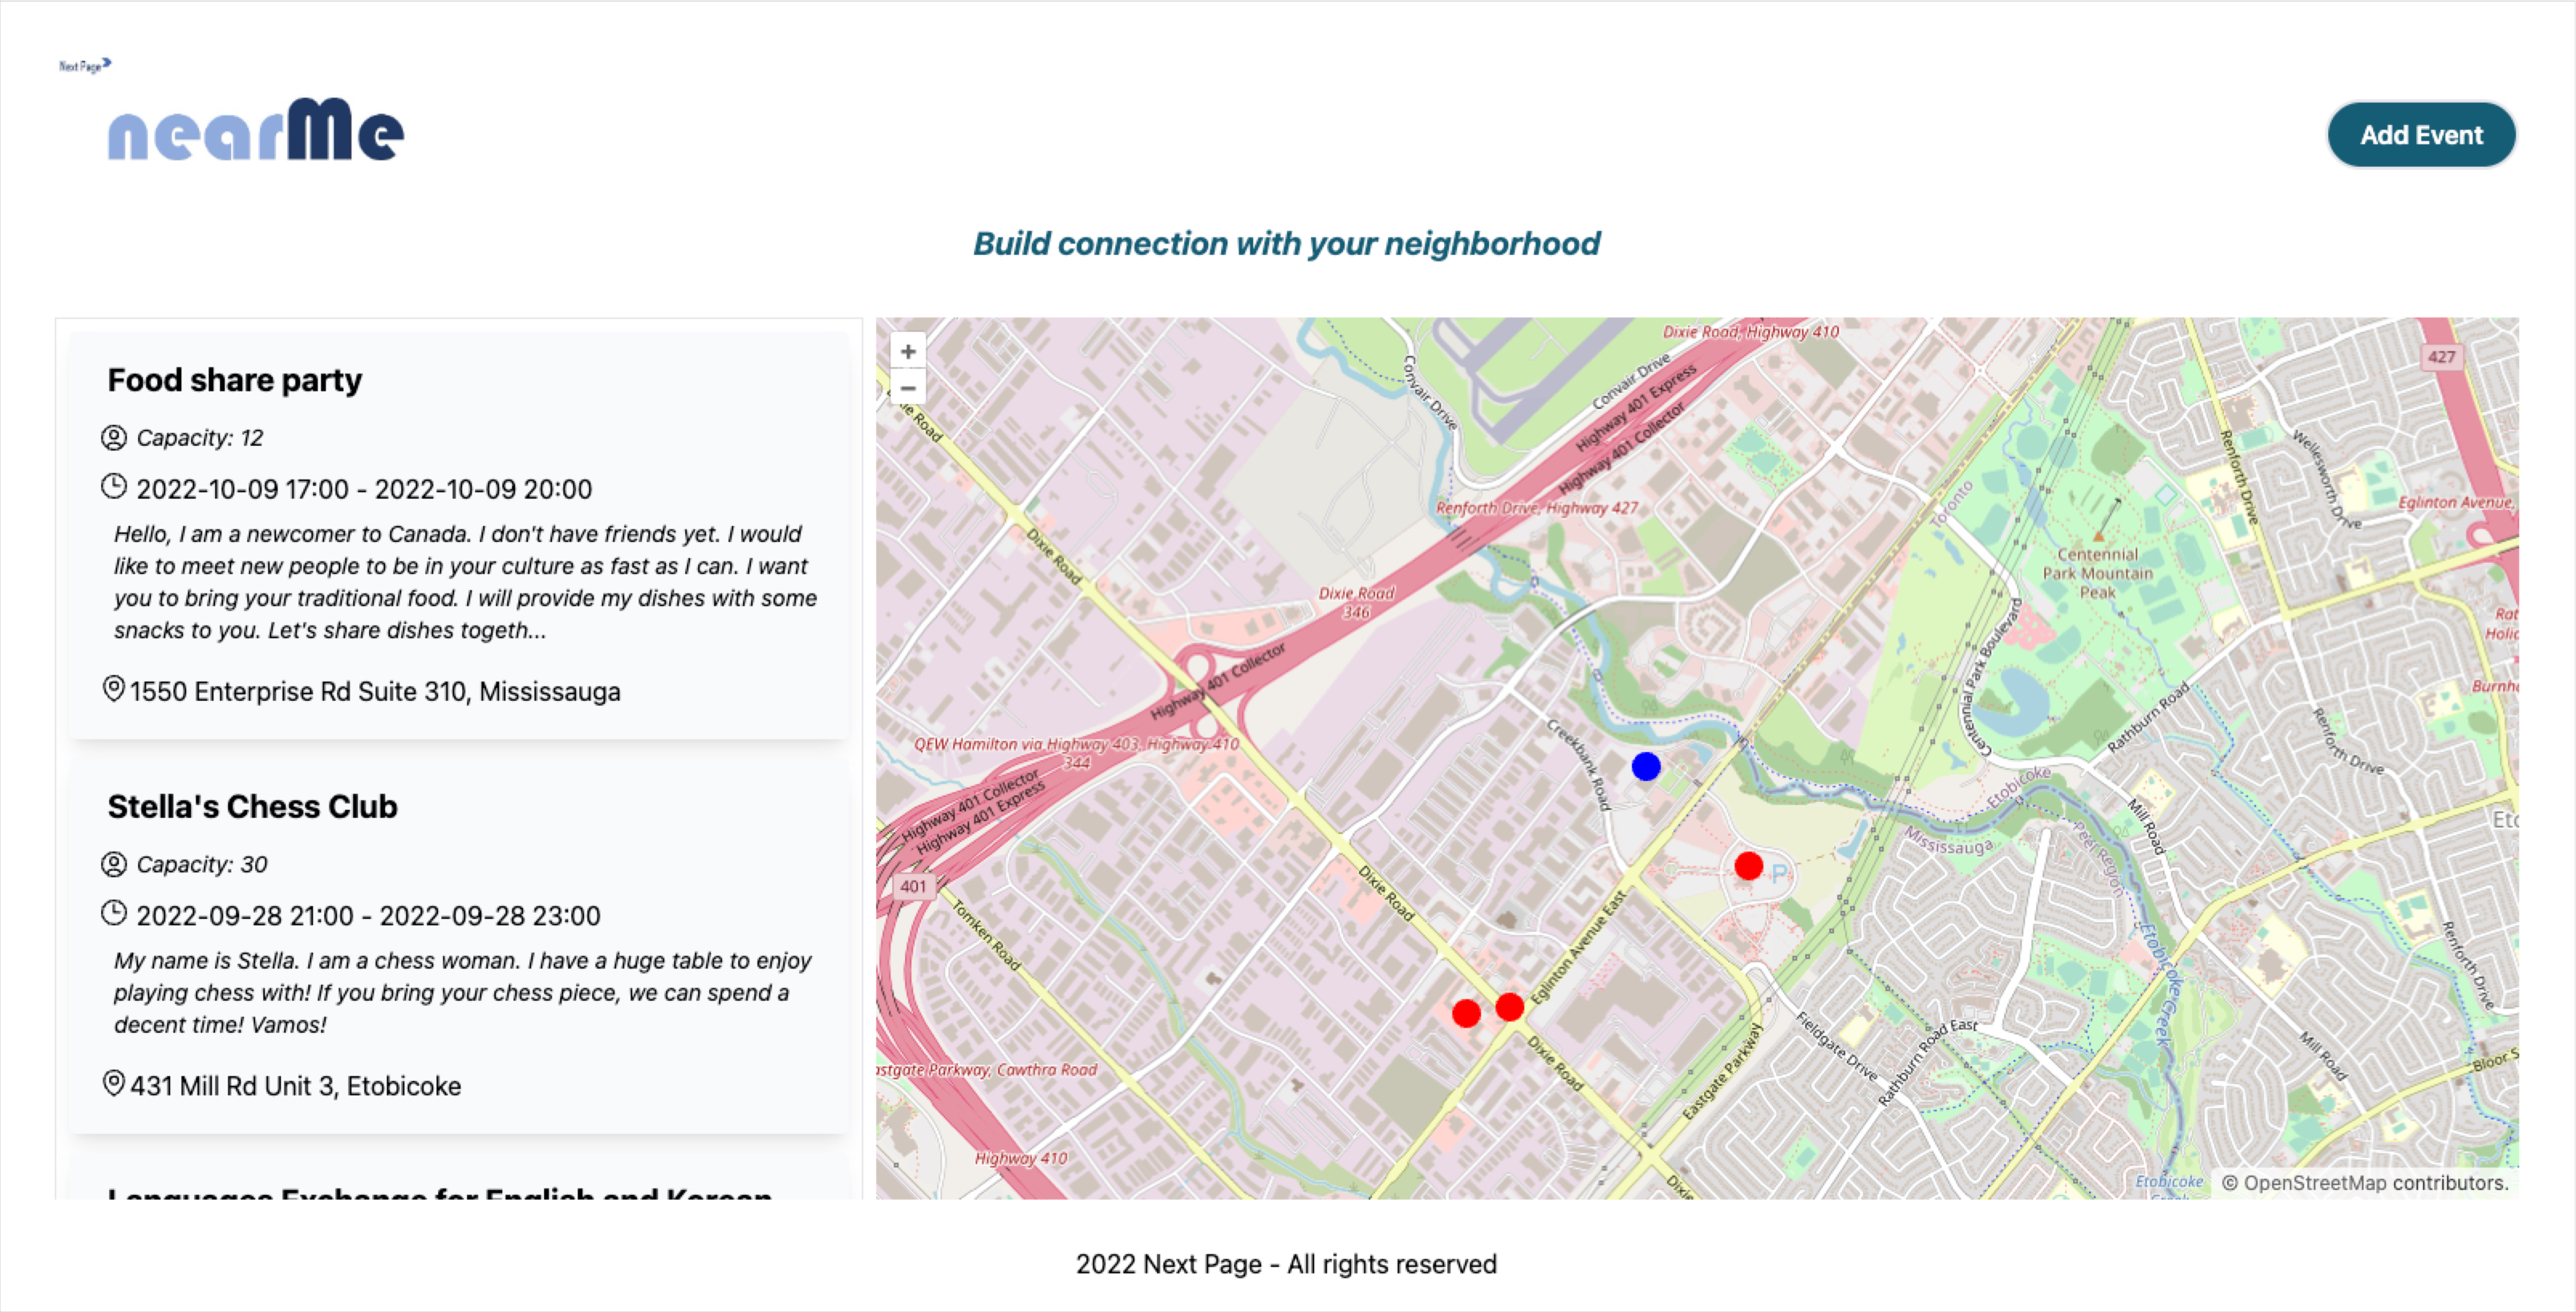 Next Page
nearMe
Add Event
Build connection with your neighborhood
Food share party
Capacity: 12
2022-10-09 17:00 - 2022-10-09 20:00
Hello, I am a newcomer to Canada. I don't have friends yet. I would
like to meet new people to be in your culture as fast as I can. I want
you to bring your traditional food. I will provide my dishes with some
snacks to you. Let's share dishes togeth...
1550 Enterprise Rd Suite 310, Mississauga
Stella's Chess Club
Capacity: 30
2022-09-28 21:00 - 2022-09-28 23:00
My name is Stella. I am a chess woman. I have a huge table to enjoy
playing chess with! If you bring your chess piece, we can spend a
decent time! Vamos!
431 Mill Rd Unit 3, Etobicoke
Languages Exchange for English and Korean
+
−
Dixie Road, Highway 410
427
Convair Drive
Convair Drive
Highway 401 Express
Highway 401 Collector
Road
Renforth Drive
Wellesworth Drive
Eglinton Avenue,
Renforth Drive, Highway 427
Toronto
Dixie Road
Centennial
Park Mountain
Peak
Dixie Road
346
Centennial Park Boulevard
Highway 401 Collector
Rathburn Road
Renforth Drive
QEW Hamilton via Highway 403, Highway 410
344
Creekbank Road
Highway 401 Collector
Highway 401 Express
Etobicoke
Mill Road
Mississauga
Peel Region
401
Dixie Road
P
Tomken Road
Eglinton Avenue East
Etobicoke Creek
Renforth Drive
Dixie Road
Eastgate Parkway
Fieldgate Drive
Rathburn Road East
Mill Road
Bloor S
astgate Parkway, Cawthra Road
Highway 410
Dixie
Etobicoke
Creek
© OpenStreetMap contributors.
2022 Next Page - All rights reserved